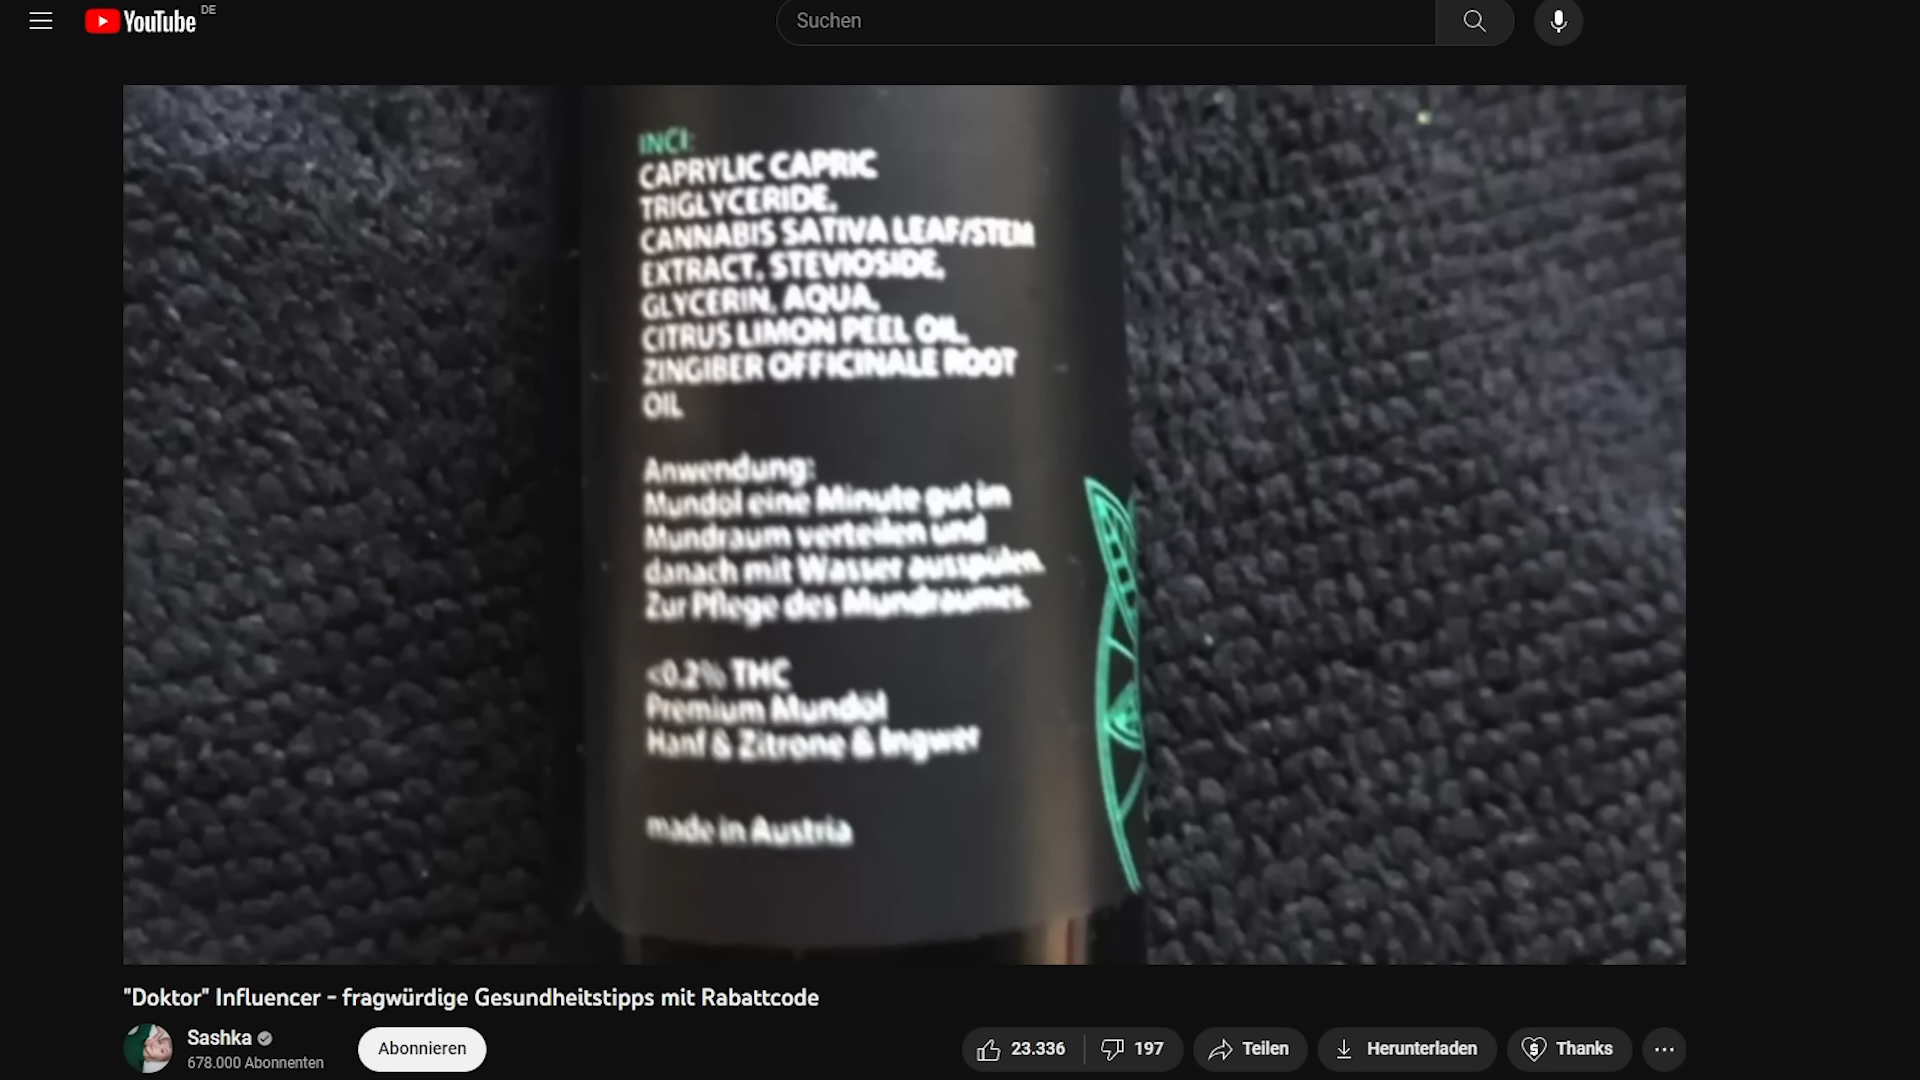 YouTube DE
Suchen
INCI:
CAPRYLIC CAPRIC
TRIGLYCERIDE,
CANNABIS SATIVA LEAF/STEM
EXTRACT, STEVIOSIDE,
GLYCERIN, AQUA,
CITRUS LIMON PEEL OIL,
ZINGIBER OFFICINALE ROOT
OIL
Anwendung:
Mundöl eine Minute gut im
Mundraum verteilen und
danach mit Wasser ausspülen.
Zur Pflege des Mundraumes.
<0.2% THC
Premium Mundöl
Hanf & Zitrone & Ingwer
made in Austria
"Doktor" Influencer - fragwürdige Gesundheitstipps mit Rabattcode
Sashka
678.000 Abonnenten
Abonnieren
23.336
197
Teilen
Herunterladen
Thanks